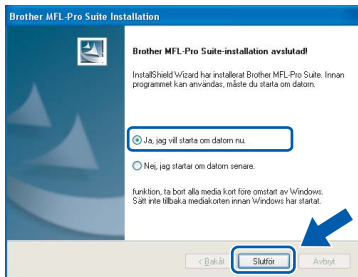 Brother MFL-Pro Suite Installation
Brother MFL-Pro Suite-installation avslutad!
InstallShield Wizard har installerat Brother MFL-Pro Suite. Innan
programmet kan användas, måste du starta om datorn.
Ja, jag vill starta om datorn nu.
Nej, jag startar om datorn senare.
funktion, ta bort alla media kort före omstart av Windows.
Sätt inte tillbaka mediakorten innan Windows har startat.
< Bakåt
Slutför
Avbryt